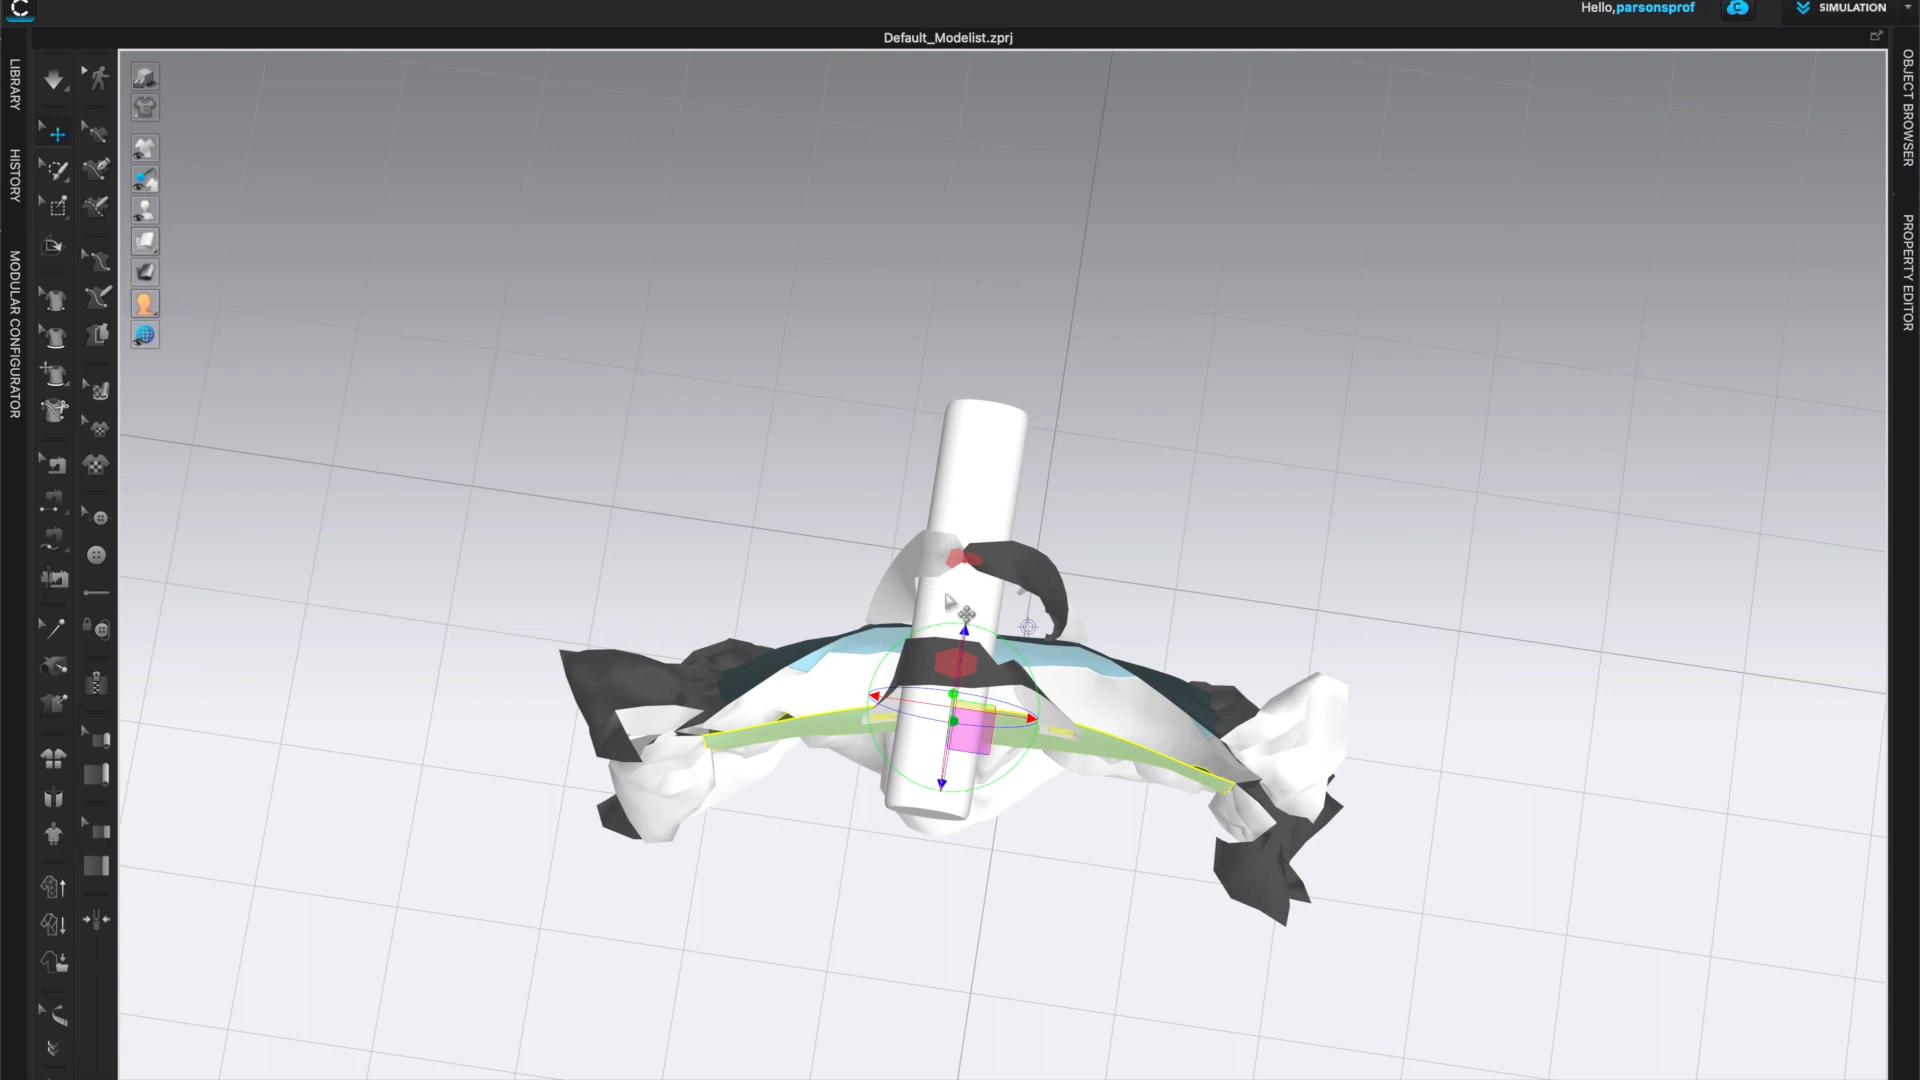 Hello,parsonsprof
SIMULATION
Default_Modelist.zprj
LIBRARY
HISTORY
MODULAR CONFIGURATOR
OBJECT BROWSER
PROPERTY EDITOR